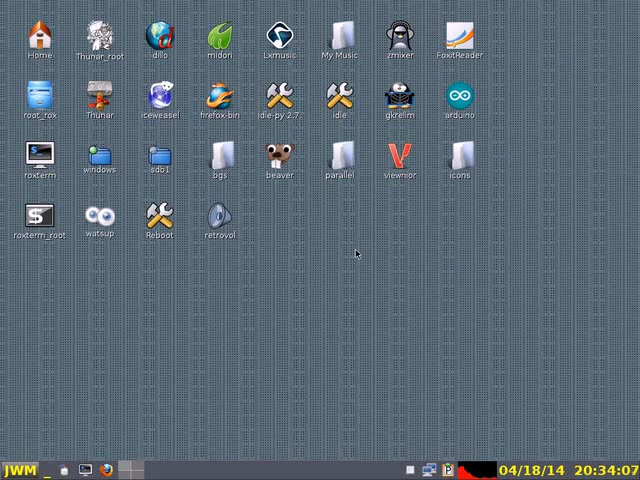 Home Thunar_root dillo midori Lxmusic My Music zmixer FoxitReader
root_rox Thunar iceweasel firefox-bin idle-py 2.7. idle gkrellm arduino
roxterm windows sdb1 bgs beaver parallel viewnior icons
roxterm_root watsup Reboot retrovol
JWM _ 04/18/14 20:34:07